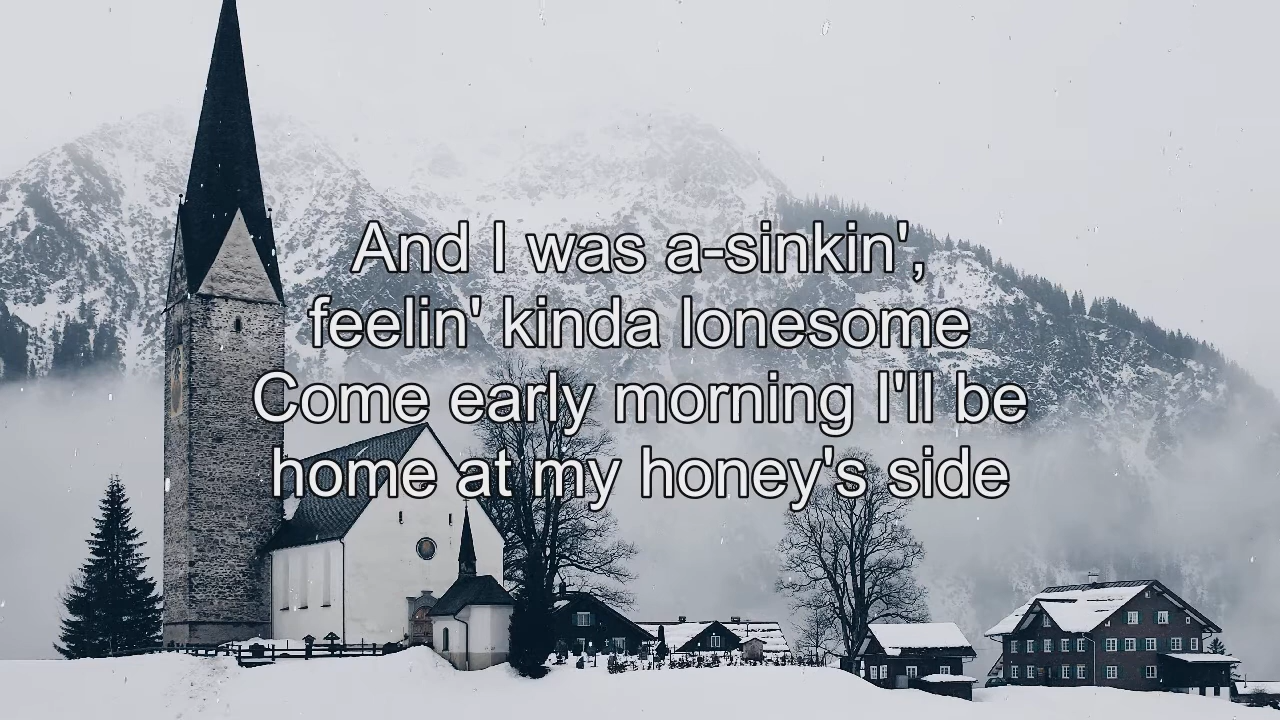 And I was a-sinkin',
feelin' kinda lonesome
Come early morning I'll be
home at my honey's side